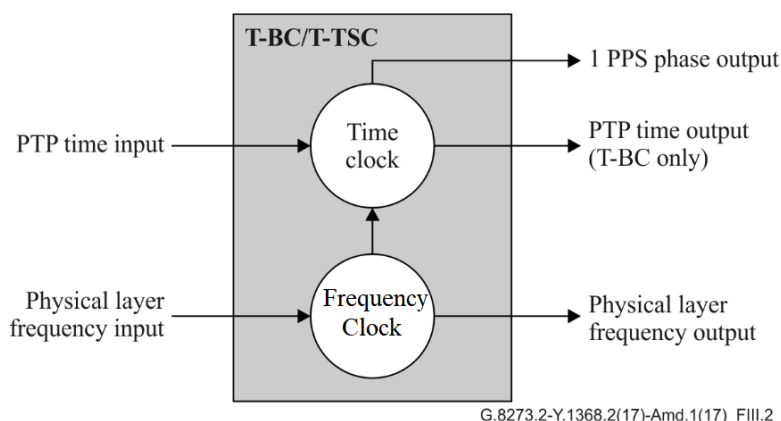 T-BC/T-TSC
1 PPS phase output
PTP time input
Time
clock
PTP time output
(T-BC only)
Physical layer
frequency input
Frequency
Clock
Physical layer
frequency output
G.8273.2-Y.1368.2(17)-Amd.1(17)_FIII.2